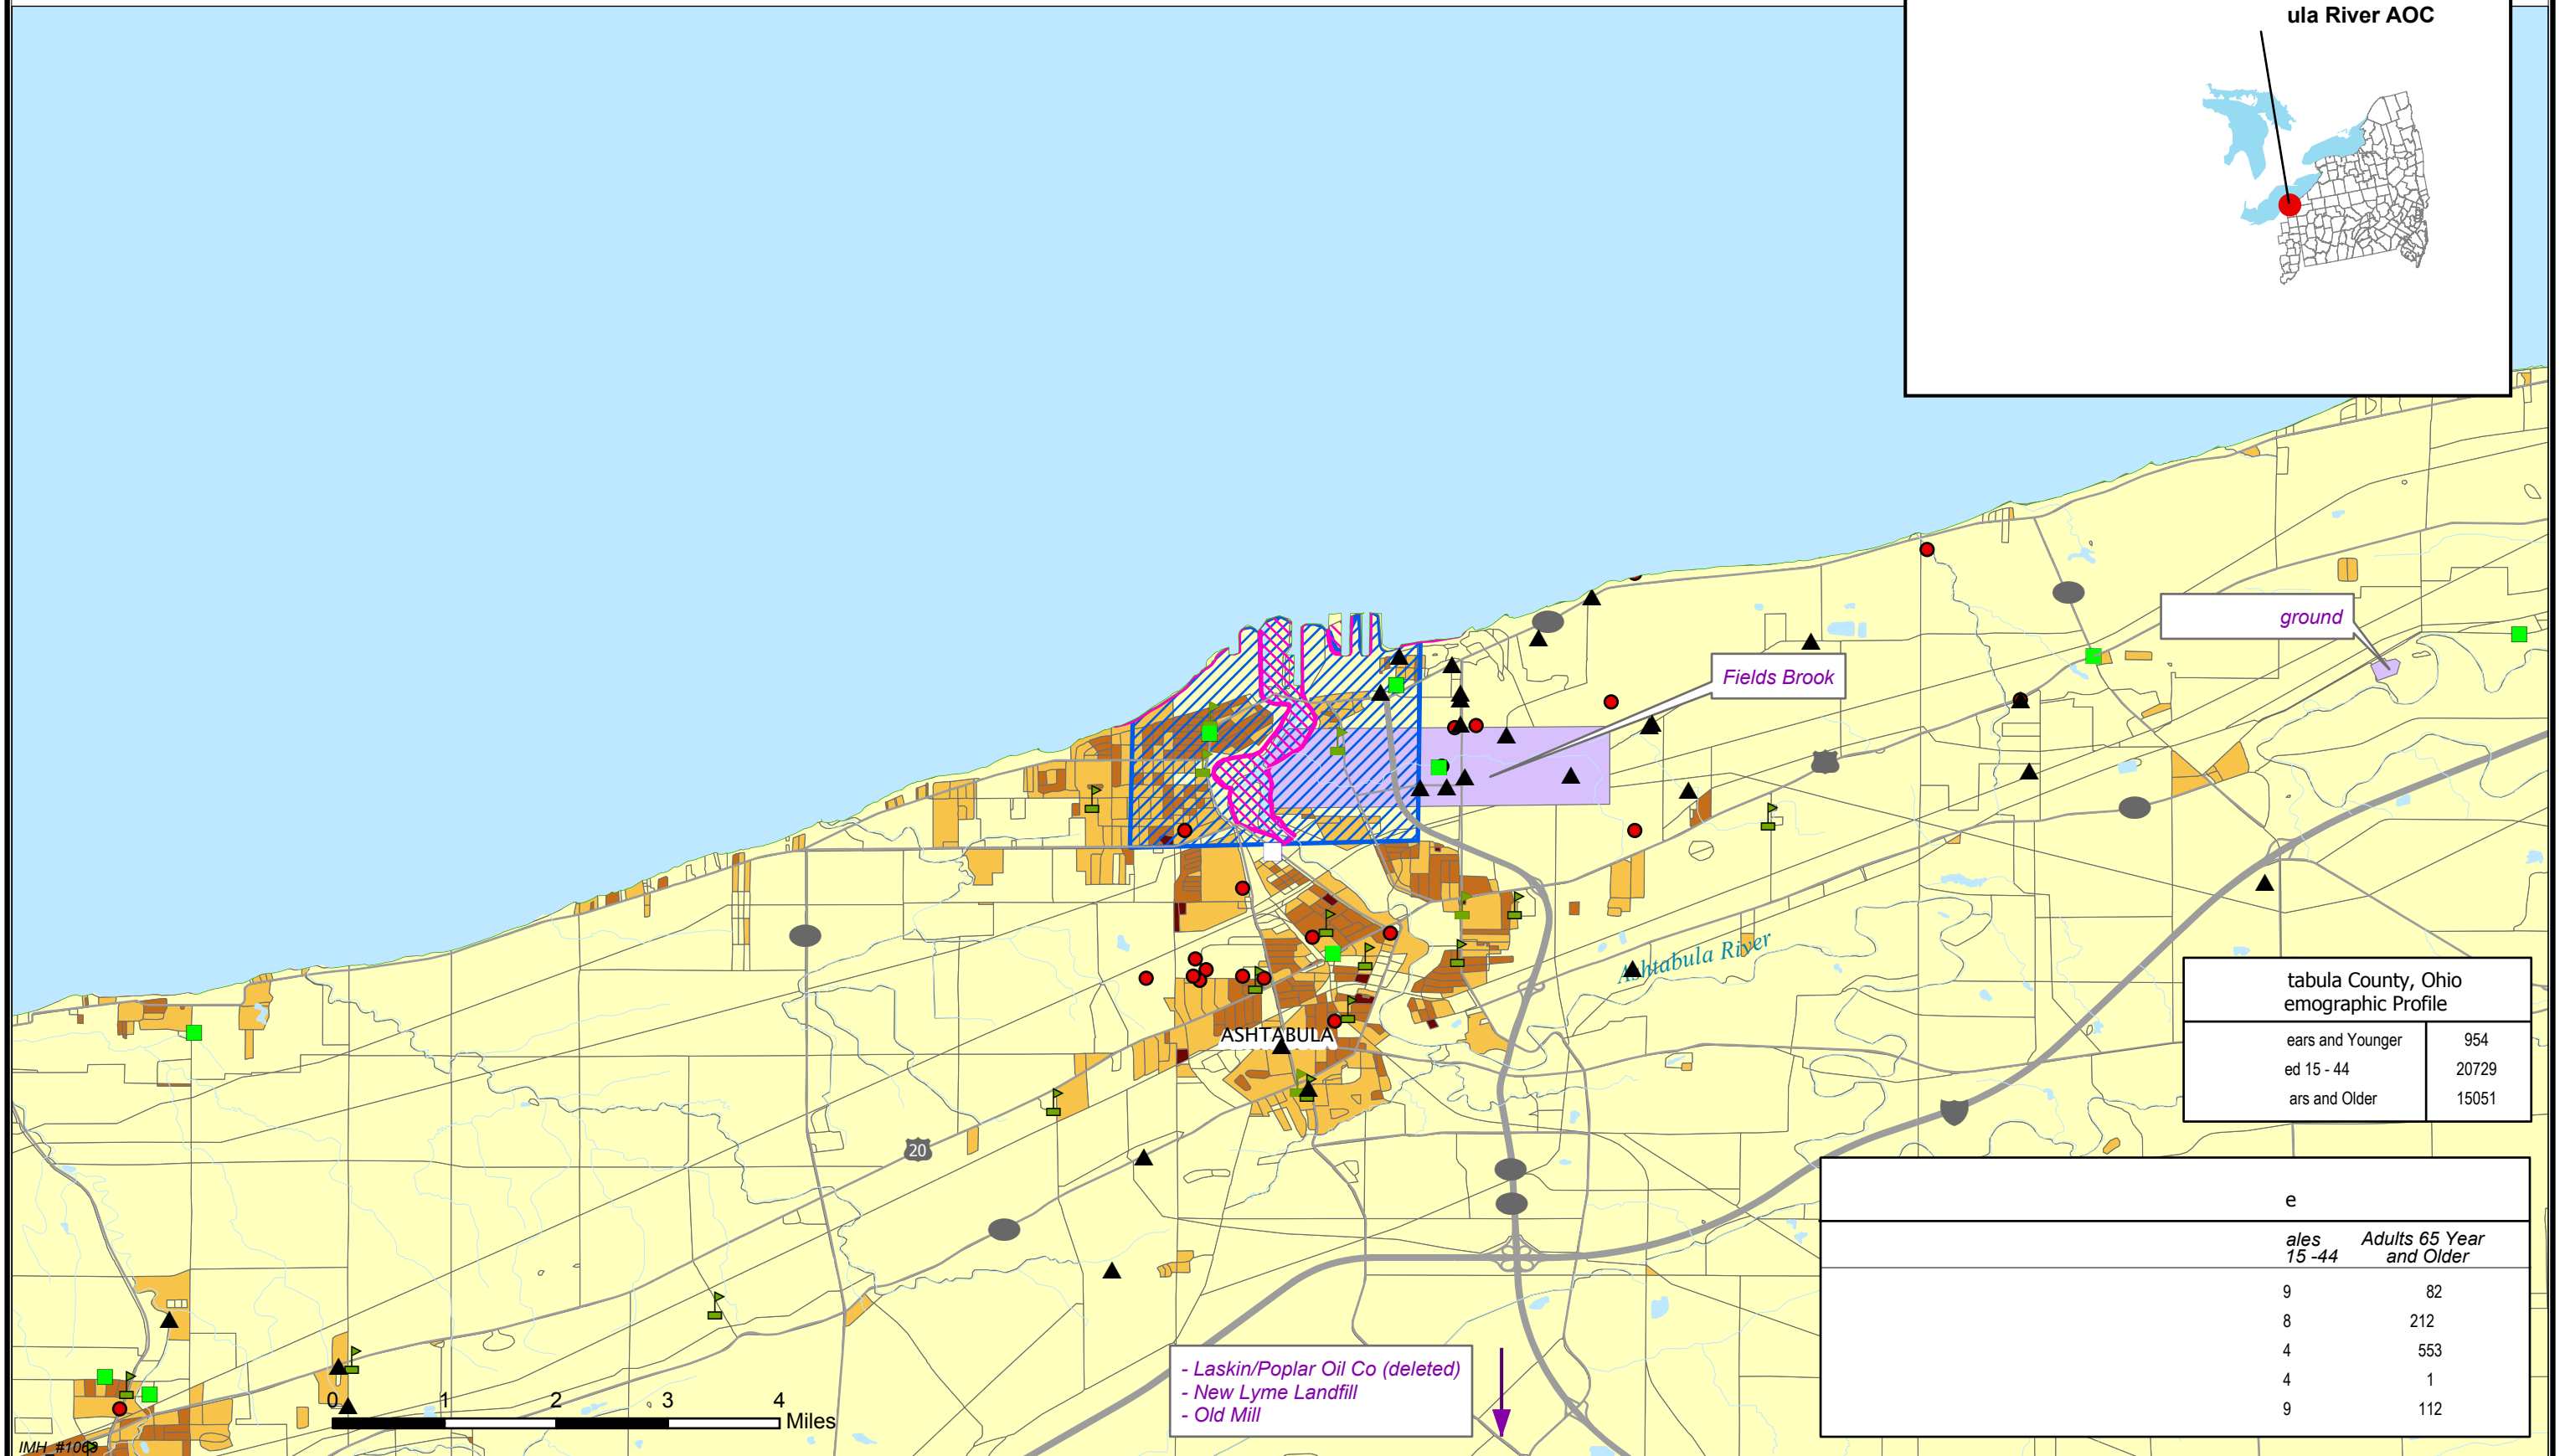 ula River AOC
ground
Fields Brook
Ashtabula River
ASHTABULA
20
tabula County, Ohio
emographic Profile
ears and Younger 954
ed 15 - 44 20729
ars and Older 15051
e
ales 15 -44 Adults 65 Year and Older
9 82
8 212
4 553
4 1
9 112
- Laskin/Poplar Oil Co (deleted)
- New Lyme Landfill
- Old Mill
0 1 2 3 4
Miles